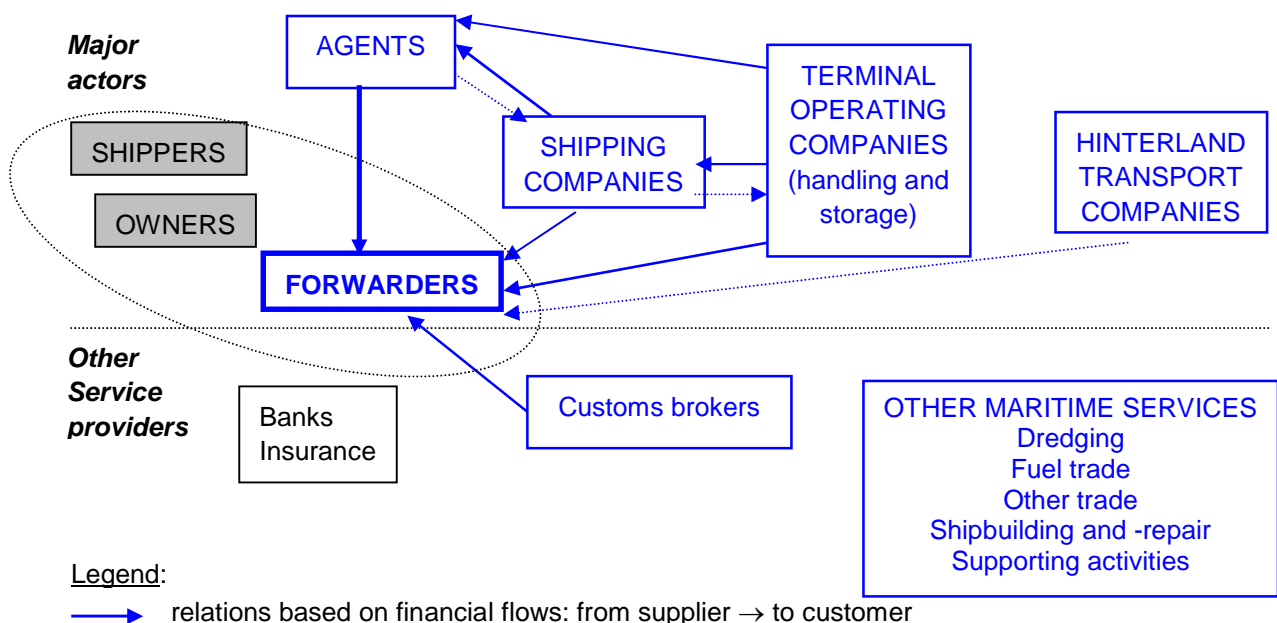 Major
actors
AGENTS
SHIPPERS
OWNERS
FORWARDERS
SHIPPING
COMPANIES
TERMINAL
OPERATING
COMPANIES
(handling and
storage)
HINTERLAND
TRANSPORT
COMPANIES
Other
Service
providers
Banks
Insurance
Customs brokers
OTHER MARITIME SERVICES
Dredging
Fuel trade
Other trade
Shipbuilding and -repair
Supporting activities
Legend:
relations based on financial flows: from supplier → to customer